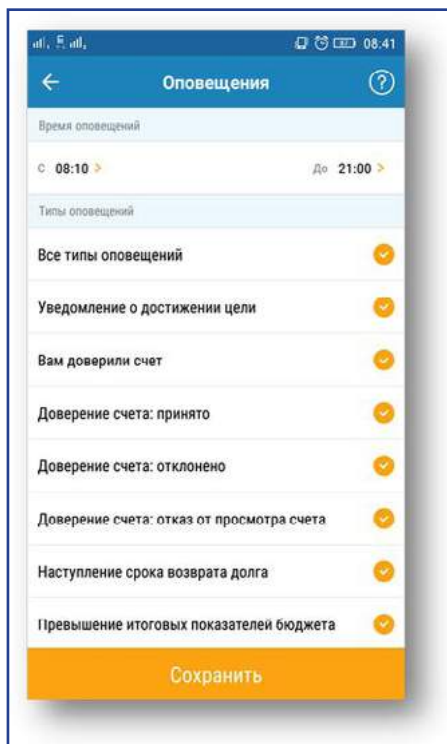 08:41
Оповещения
Время оповещений
С 08:10 > До 21:00 >
Типы оповещений
Все типы оповещений
Уведомление о достижении цели
Вам доверили счет
Доверение счета: принято
Доверение счета: отклонено
Доверение счета: отказ от просмотра счета
Наступление срока возврата долга
Превышение итоговых показателей бюджета
Сохранить